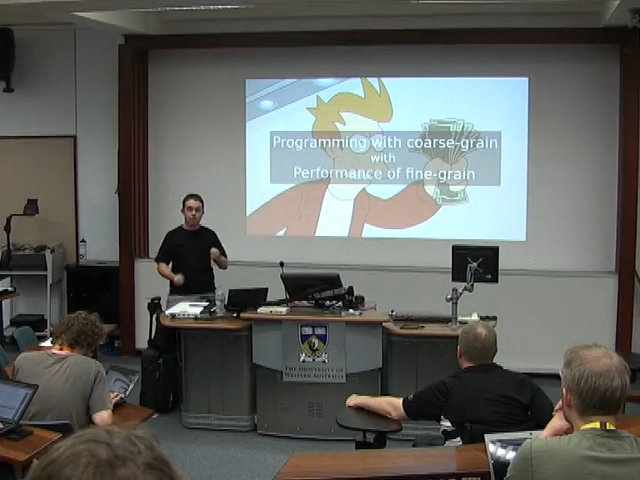 Programming with coarse-grain
with
Performance of fine-grain
THE UNIVERSITY OF
WESTERN AUSTRALIA